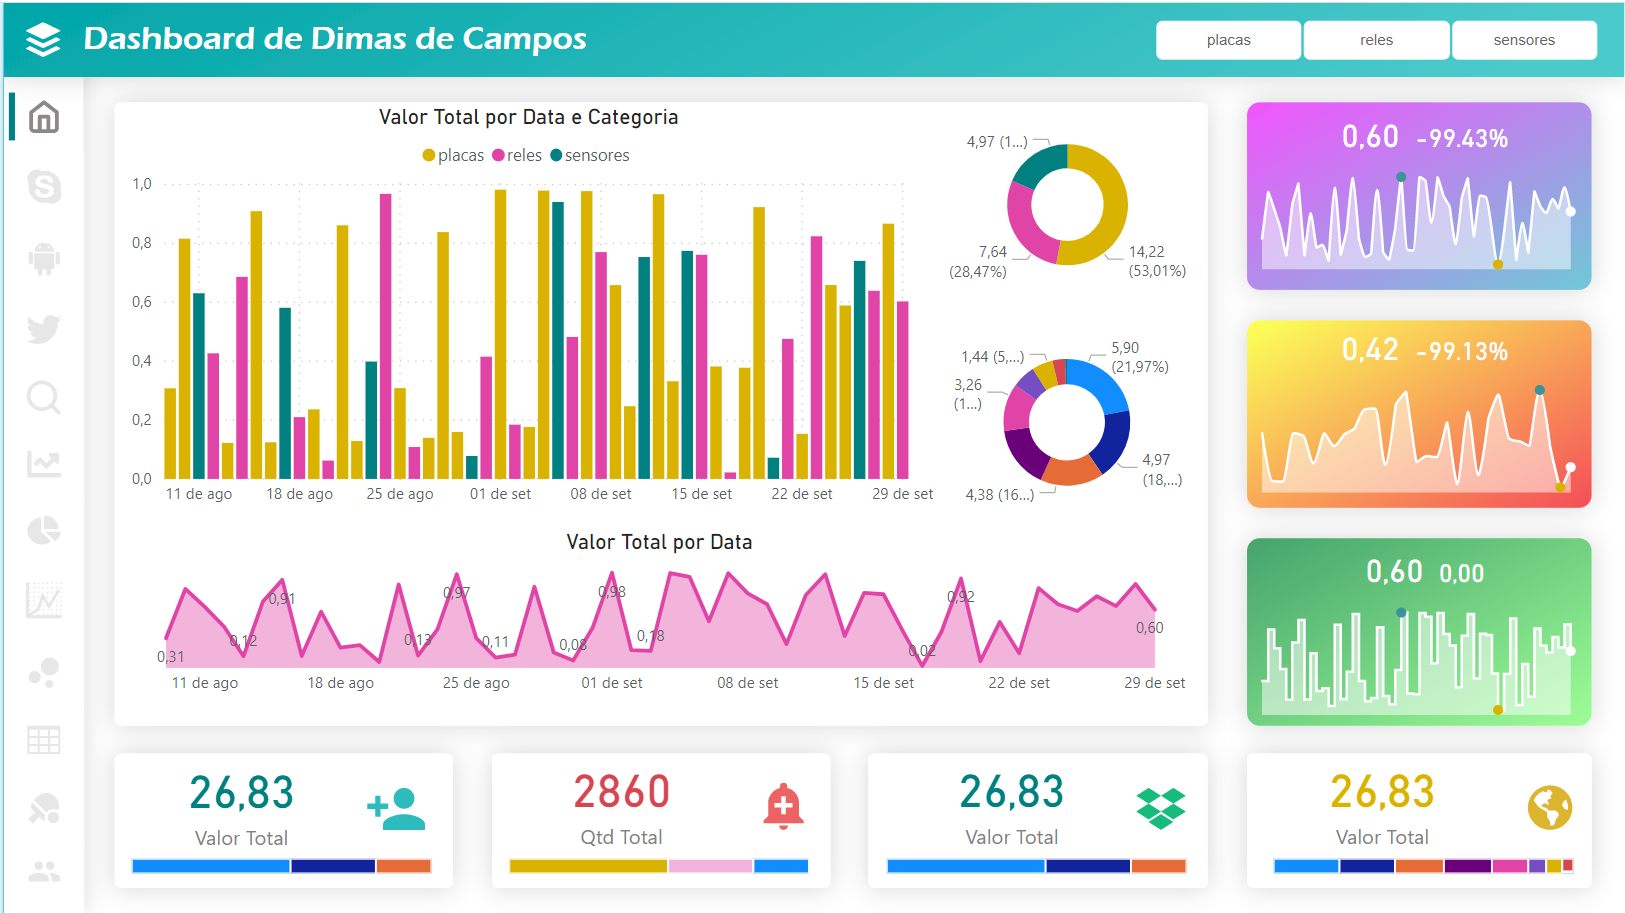 Dashboard de Dimas de Campos
placas
reles
sensores
Valor Total por Data e Categoria
placas reles sensores
1,0
0,8
0,6
0,4
0,2
0,0
11 de ago
18 de ago
25 de ago
01 de set
08 de set
15 de set
22 de set
29 de set
4,97 (1...)
7,64
(28,47%)
14,22
(53,01%)
1,44 (5,...)
5,90
(21,97%)
3,26
(1...)
4,97
(18,...)
4,38 (16...)
Valor Total por Data
0,31
0,12
0,91
0,13
0,97
0,11
0,08
0,98
0,18
0,02
0,92
0,60
11 de ago
18 de ago
25 de ago
01 de set
08 de set
15 de set
22 de set
29 de set
0,60 -99.43%
0,42 -99.13%
0,60 0,00
26,83
Valor Total
2860
Qtd Total
26,83
Valor Total
26,83
Valor Total